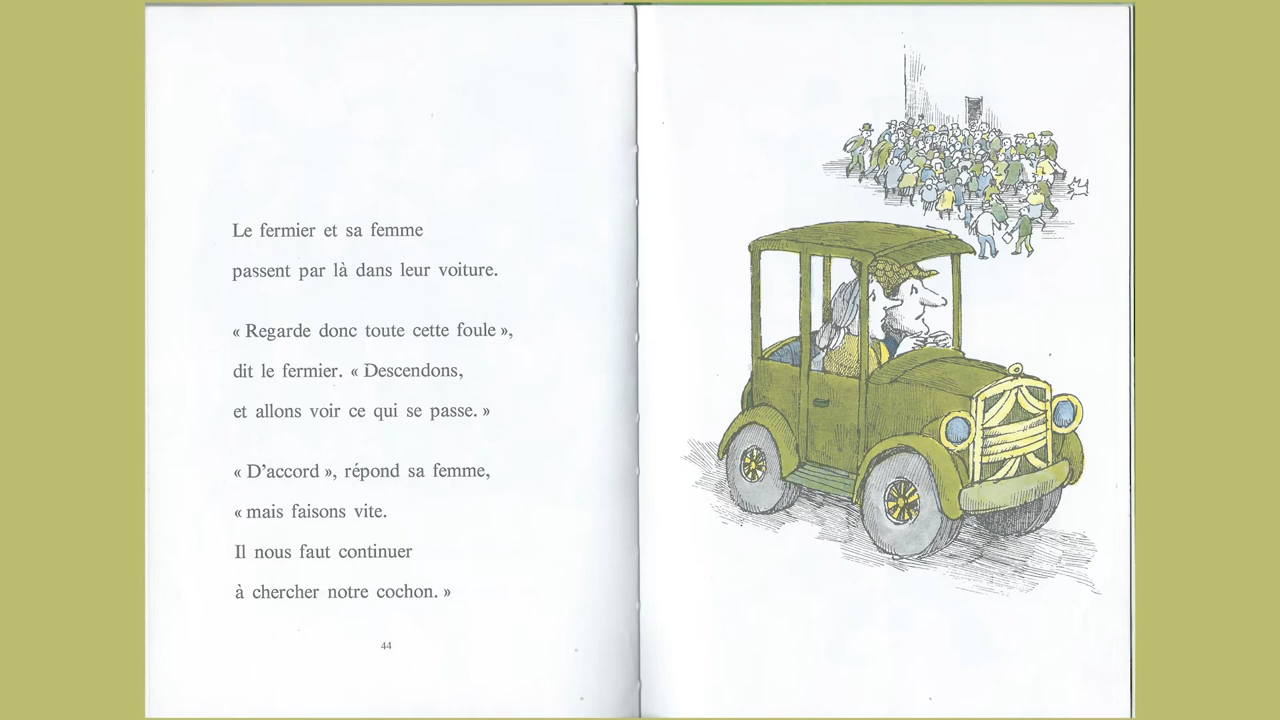 Le fermier et sa femme
passent par là dans leur voiture.
« Regarde donc toute cette foule »,
dit le fermier. « Descendons,
et allons voir ce qui se passe. »
« D’accord », répond sa femme,
« mais faisons vite.
Il nous faut continuer
à chercher notre cochon. »
44